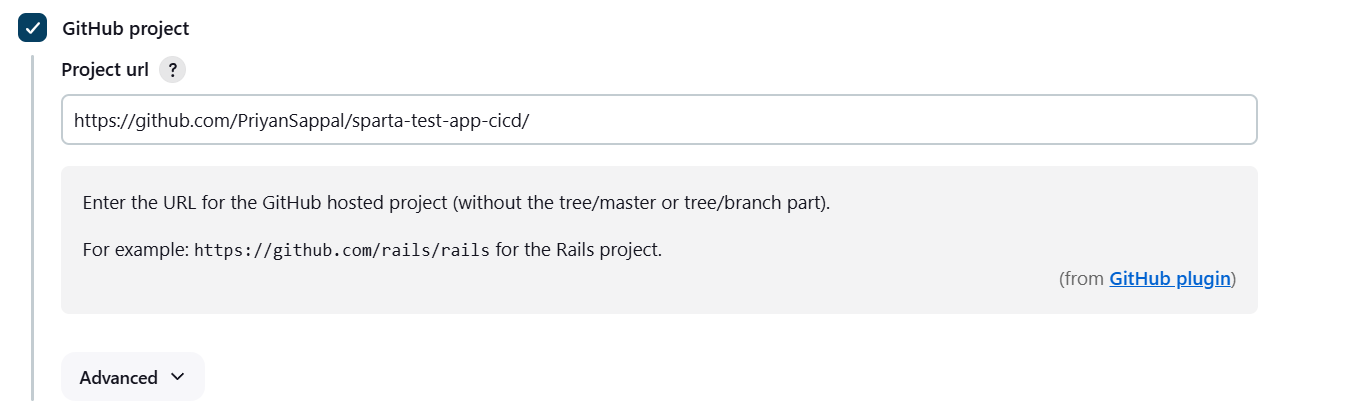 GitHub project
Project url ?
https://github.com/PriyanSappal/sparta-test-app-cicd/
Enter the URL for the GitHub hosted project (without the tree/master or tree/branch part).
For example: https://github.com/rails/rails for the Rails project.
(from GitHub plugin)
Advanced